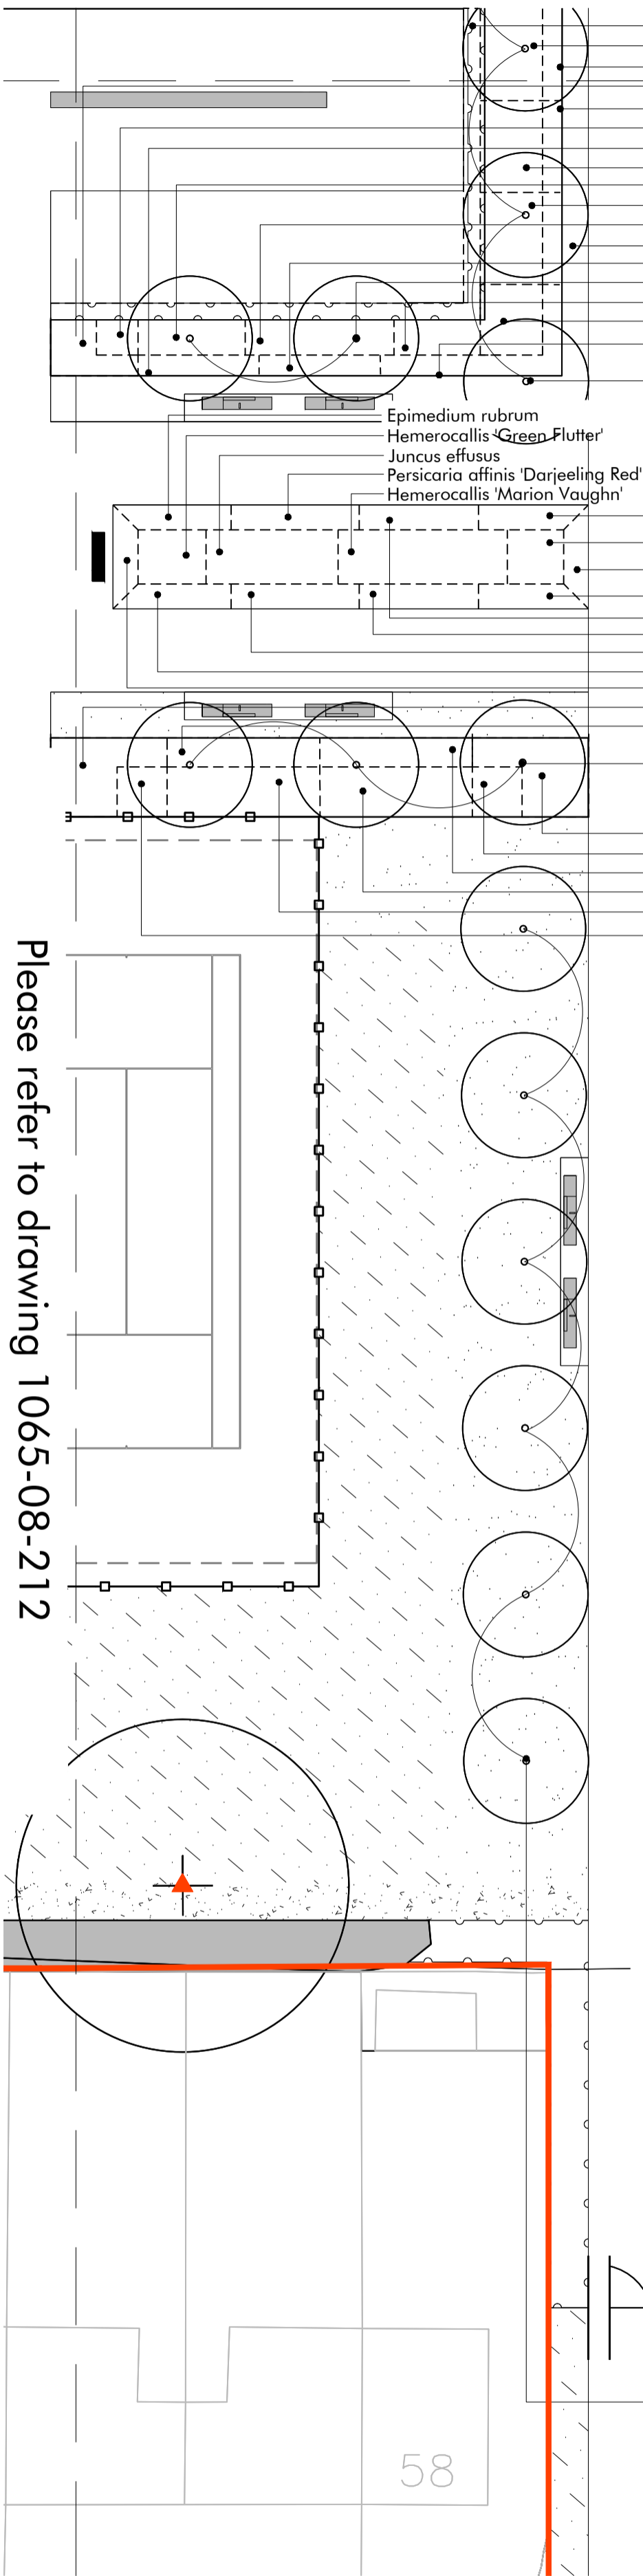 Epimedium rubrum
Hemerocallis 'Green Flutter'
Juncus effusus
Persicaria affinis 'Darjeeling Red'
Hemerocallis 'Marion Vaughn'
Please refer to drawing 1065-08-212
58